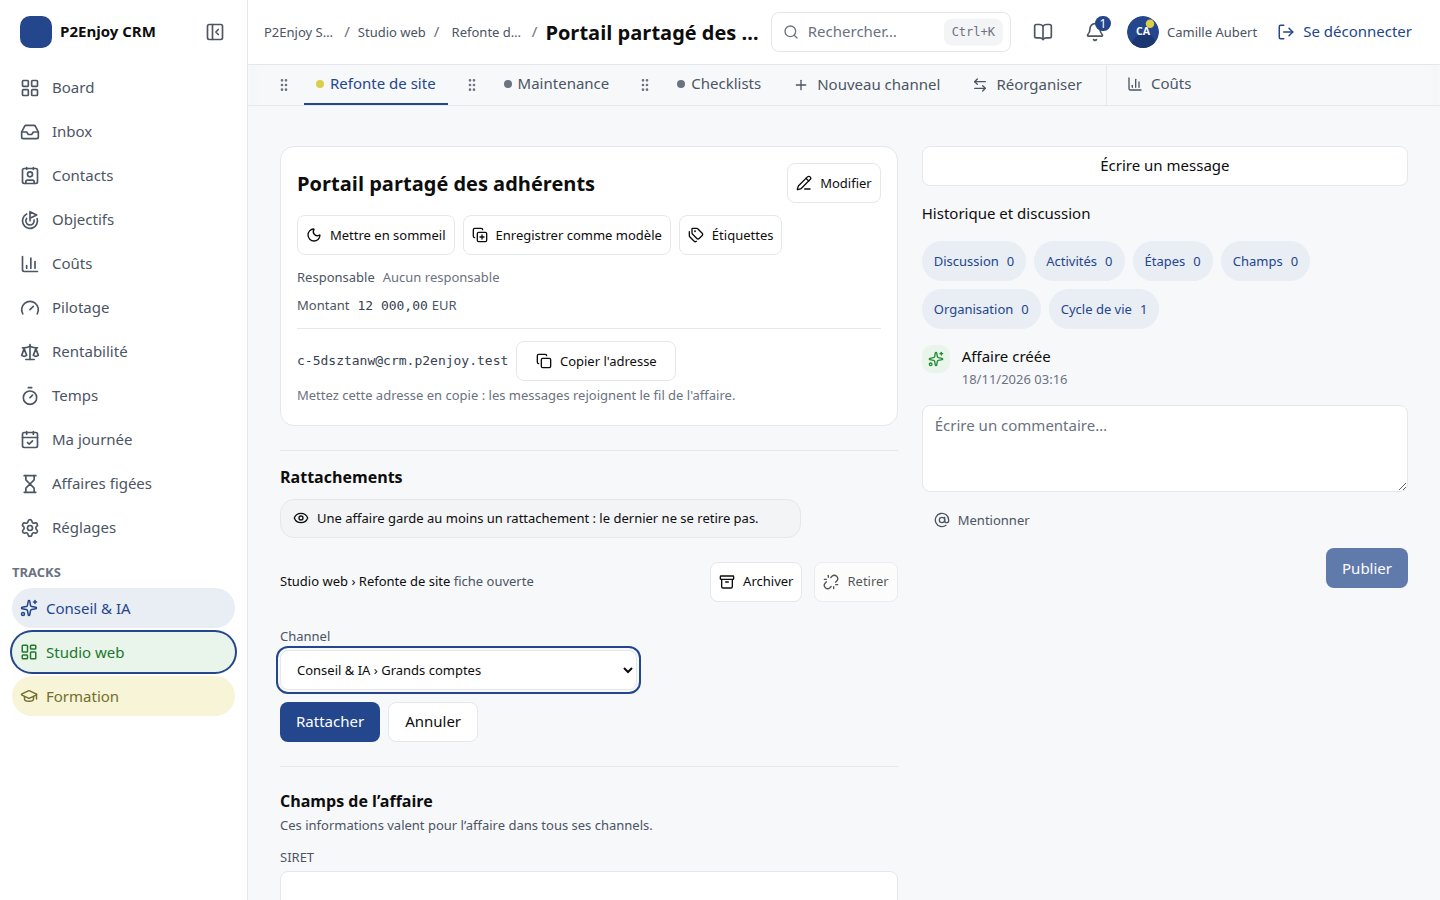 P2Enjoy CRM
Board
Inbox
Contacts
Objectifs
Coûts
Pilotage
Rentabilité
Temps
Ma journée
Affaires figées
Réglages
TRACKS
Conseil & IA
Studio web
Formation
P2Enjoy S... / Studio web / Refonte d... / Portail partagé des ...
Rechercher... Ctrl+K
1
CA Camille Aubert
Se déconnecter
Refonte de site
Maintenance
Checklists
Nouveau channel
Réorganiser
Coûts
Portail partagé des adhérents
Modifier
Mettre en sommeil
Enregistrer comme modèle
Étiquettes
Responsable Aucun responsable
Montant 12 000,00 EUR
c-5dsztanw@crm.p2enjoy.test
Copier l'adresse
Mettez cette adresse en copie : les messages rejoignent le fil de l'affaire.
Rattachements
Une affaire garde au moins un rattachement : le dernier ne se retire pas.
Studio web › Refonte de site fiche ouverte
Archiver
Retirer
Channel
Conseil & IA › Grands comptes
Rattacher
Annuler
Champs de l’affaire
Ces informations valent pour l’affaire dans tous ses channels.
SIRET
Écrire un message
Historique et discussion
Discussion 0
Activités 0
Étapes 0
Champs 0
Organisation 0
Cycle de vie 1
Affaire créée
18/11/2026 03:16
Écrire un commentaire...
Mentionner
Publier